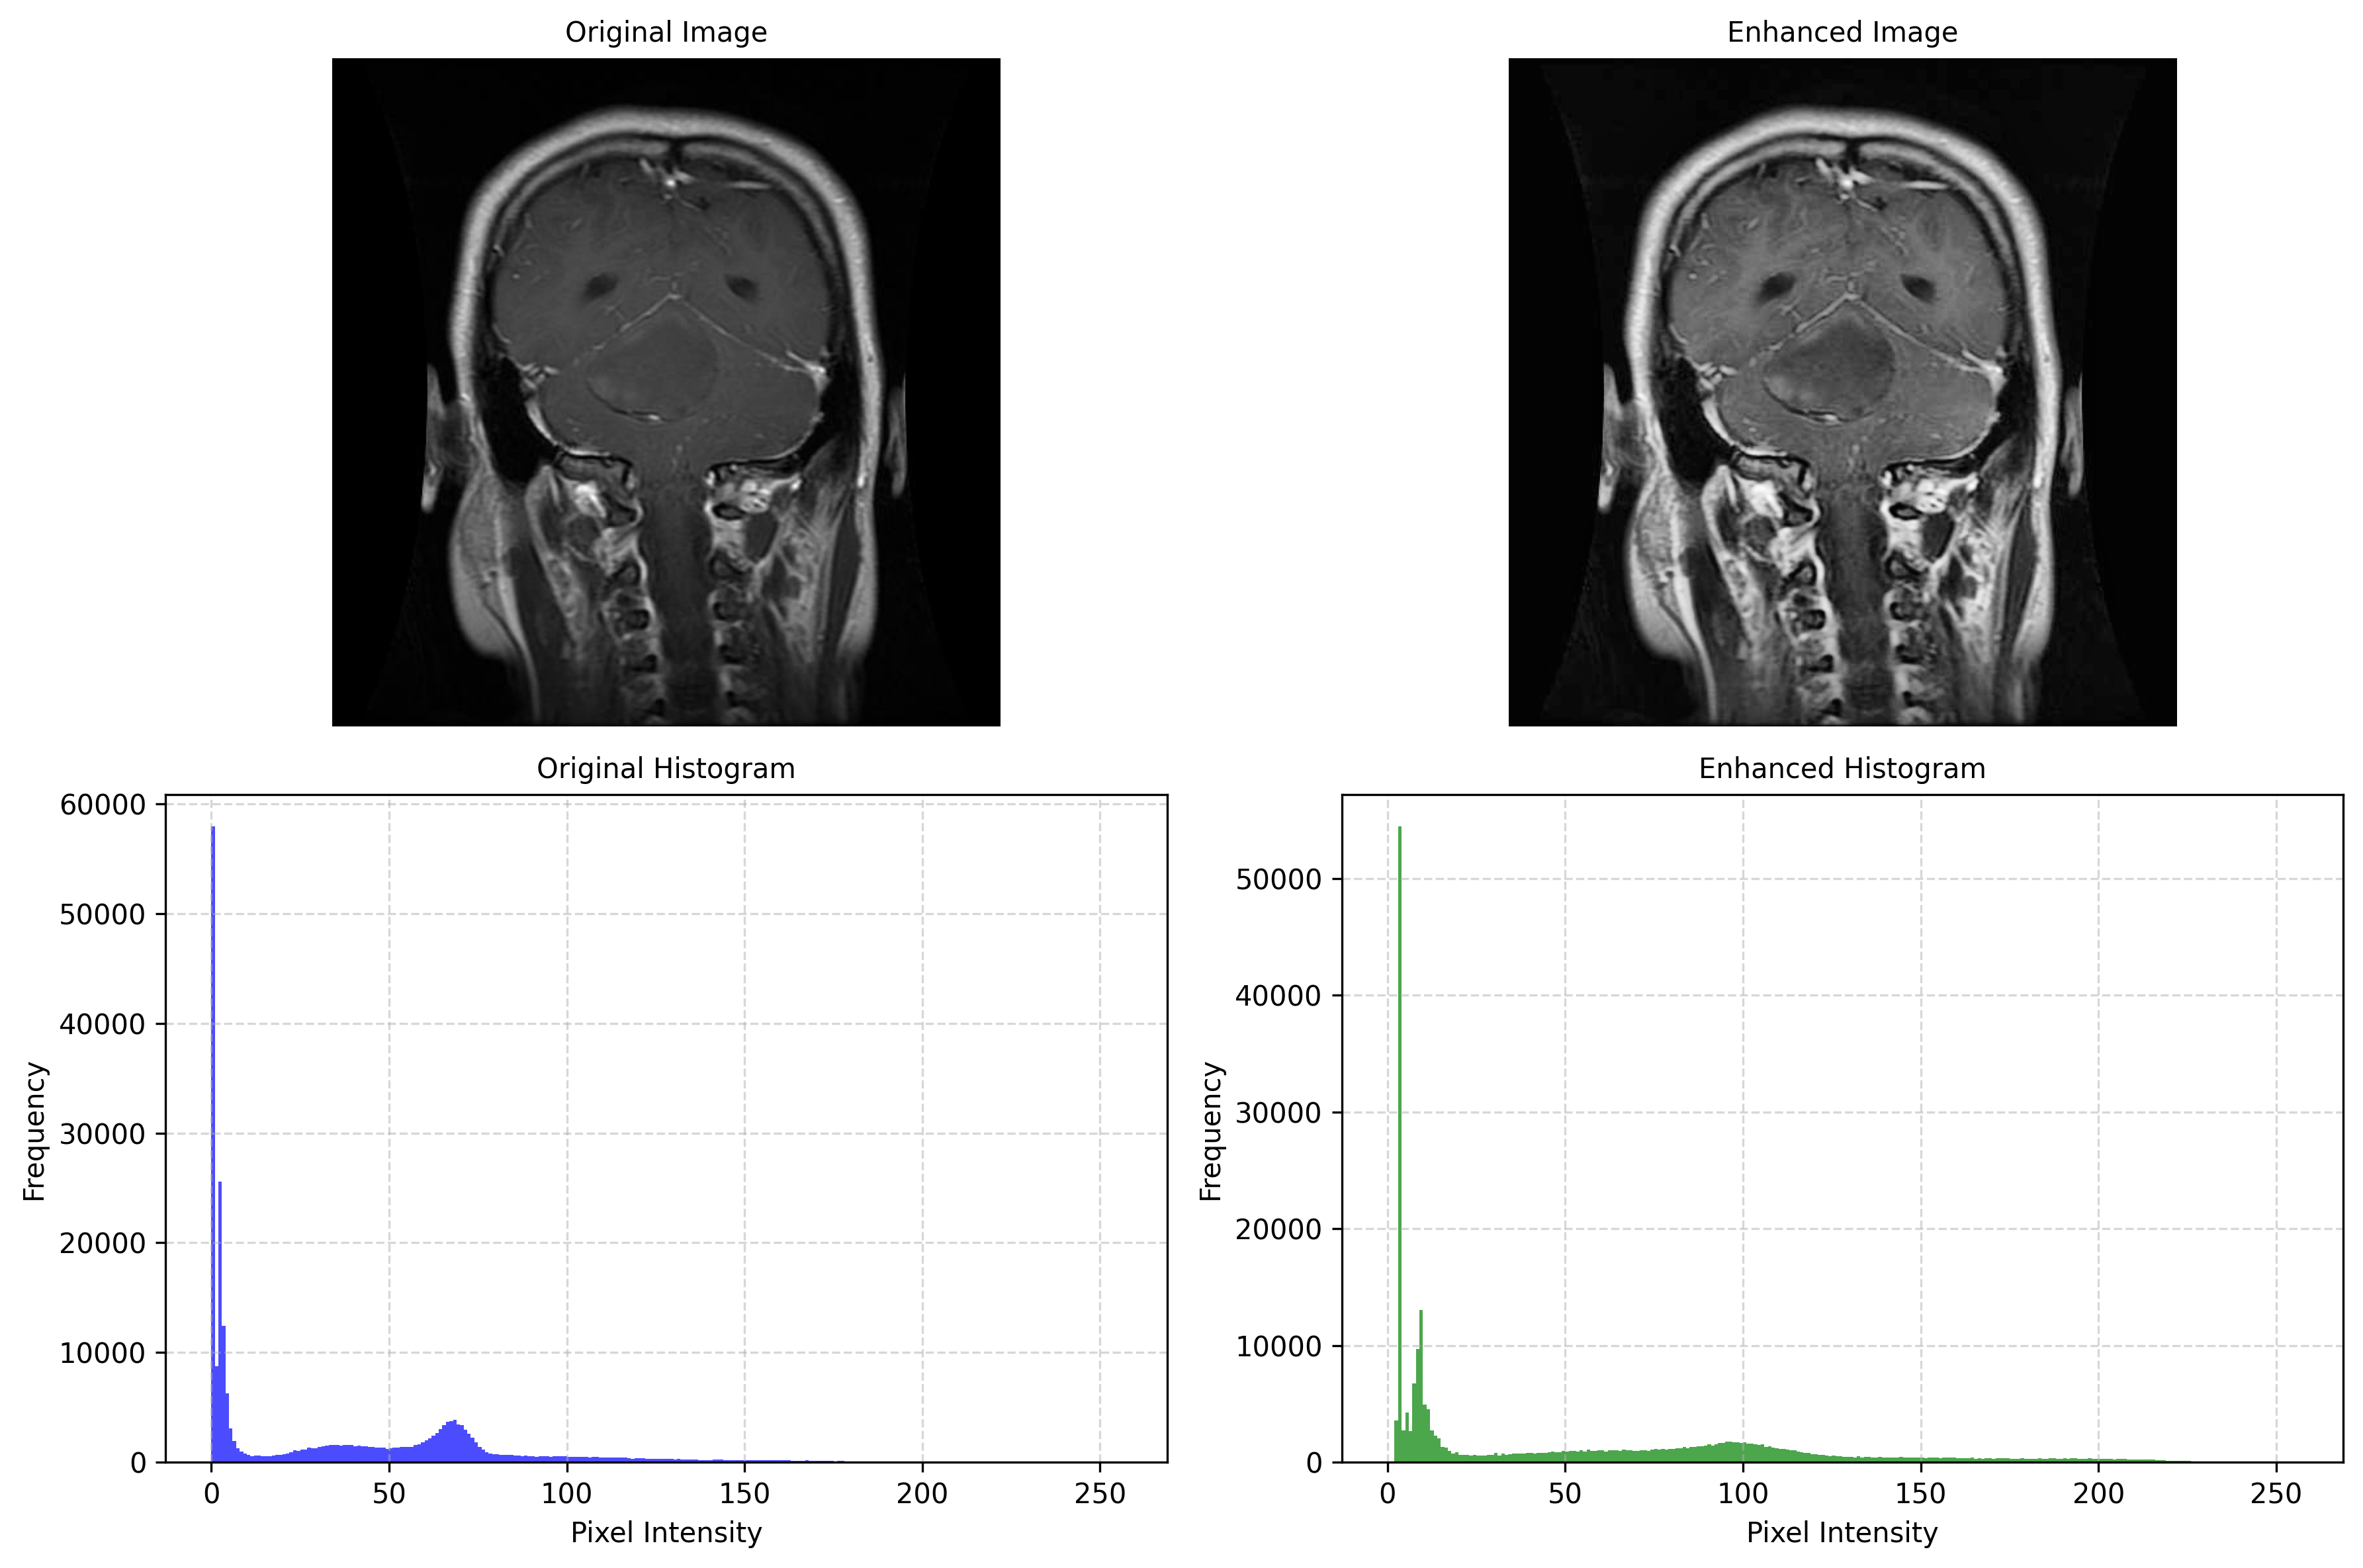 Original Image
Enhanced Image
Original Histogram
60000
50000
40000
30000
20000
10000
0
Frequency
0 50 100 150 200 250
Pixel Intensity
Enhanced Histogram
50000
40000
30000
20000
10000
0
Frequency
0 50 100 150 200 250
Pixel Intensity